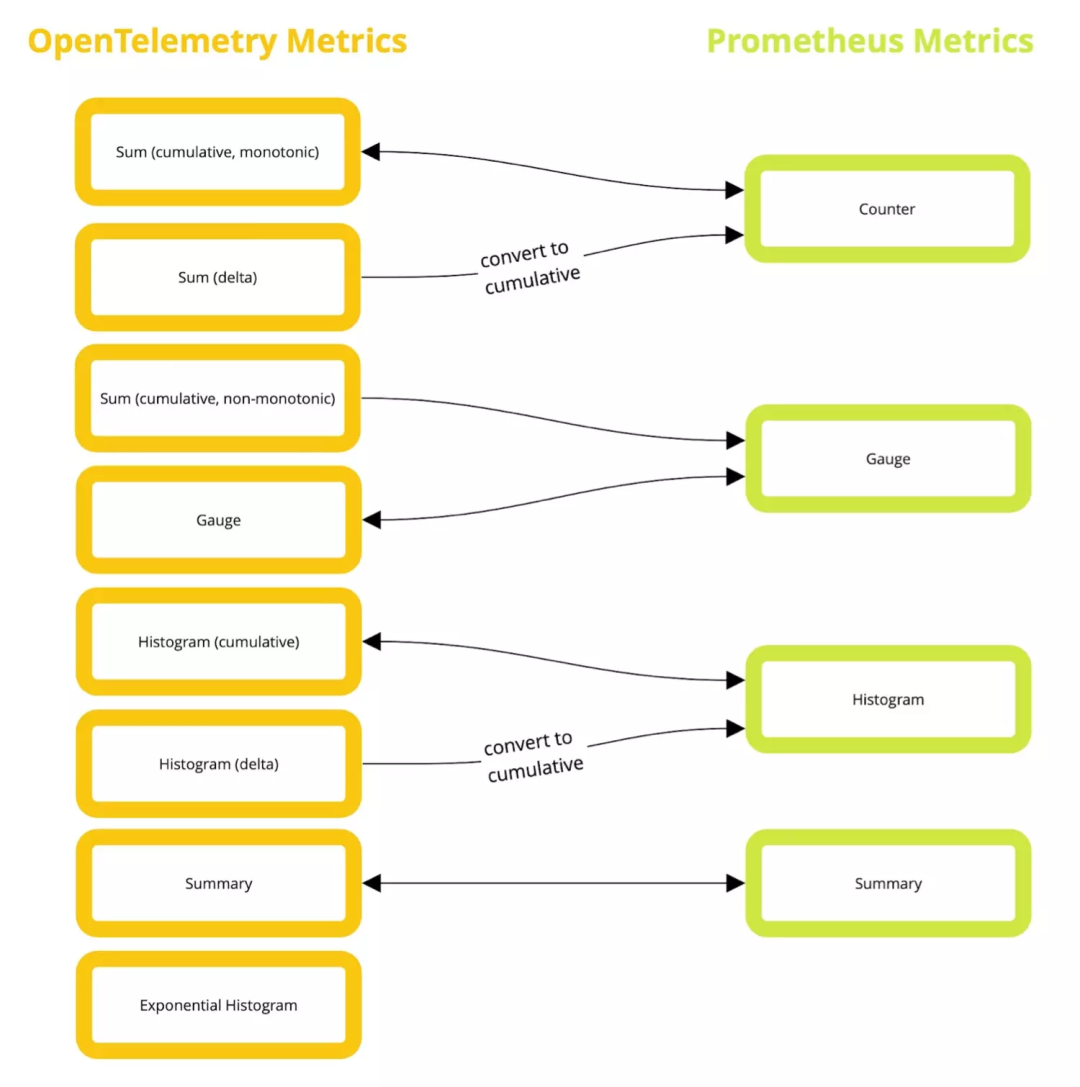 OpenTelemetry Metrics
Prometheus Metrics
Sum (cumulative, monotonic)
Counter
Sum (delta)
convert to
cumulative
Sum (cumulative, non-monotonic)
Gauge
Gauge
Histogram (cumulative)
Histogram
Histogram (delta)
convert to
cumulative
Summary
Summary
Exponential Histogram